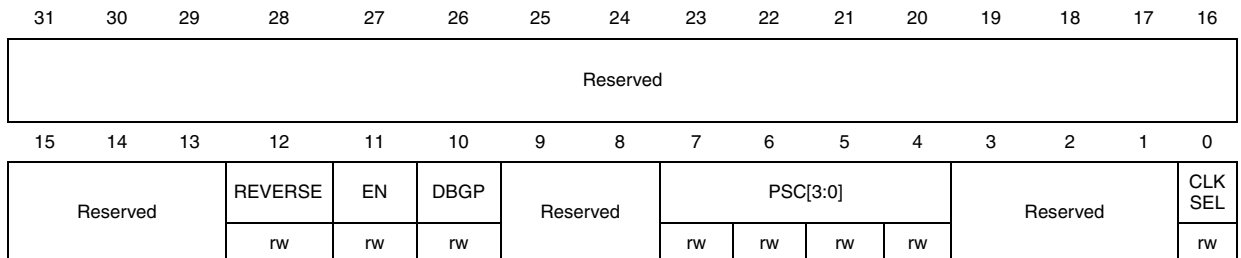 31 30 29 28 27 26 25 24 23 22 21 20 19 18 17 16
Reserved
15 14 13 12 11 10 9 8 7 6 5 4 3 2 1 0
Reserved REVERSE EN DBGP Reserved PSC[3:0] Reserved CLK
SEL
rw rw rw rw rw rw rw rw